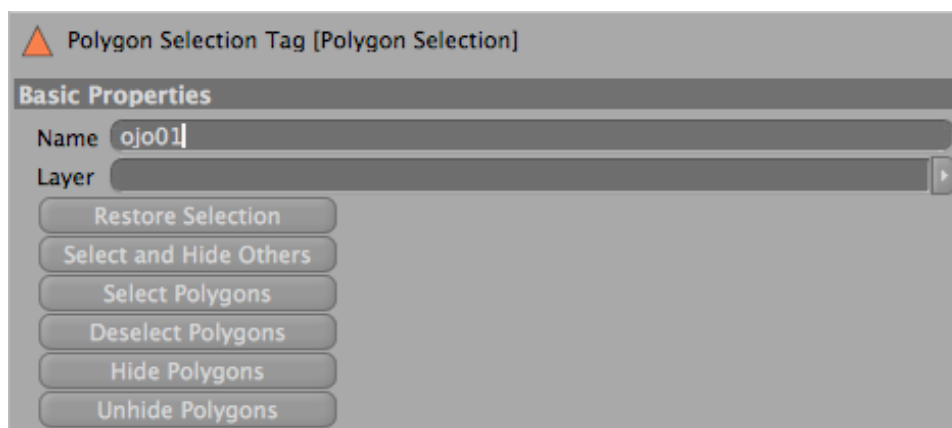 Polygon Selection Tag [Polygon Selection]
Basic Properties
Name ojo01
Layer
Restore Selection
Select and Hide Others
Select Polygons
Deselect Polygons
Hide Polygons
Unhide Polygons